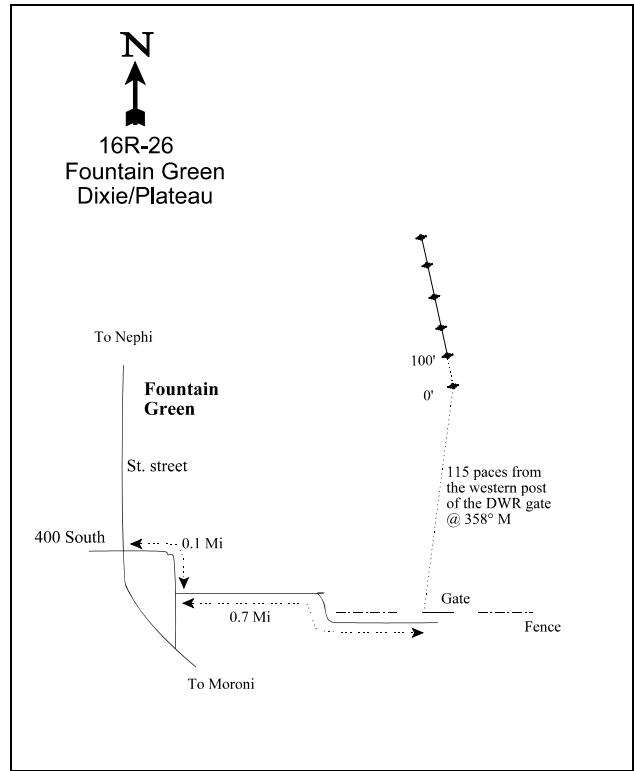 N
16R-26
Fountain Green
Dixie/Plateau
To Nephi
Fountain
Green
100'
0'
St. street
115 paces from
the western post
of the DWR gate
@ 358° M
400 South
0.1 Mi
0.7 Mi
Gate
Fence
To Moroni